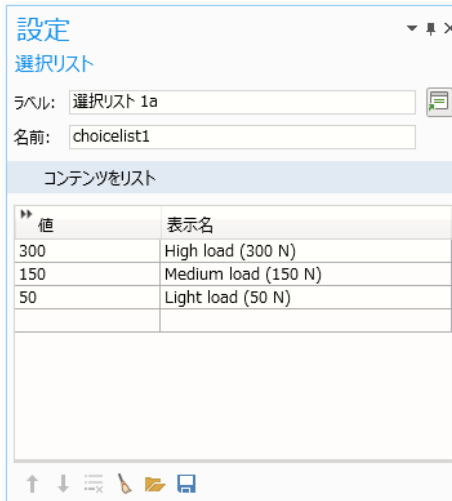 設定
選択リスト
ラベル: 選択リスト 1a
名前: choicelist1
コンテンツをリスト
値 表示名
300 High load (300 N)
150 Medium load (150 N)
50 Light load (50 N)